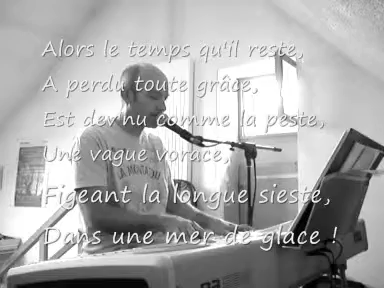 Alors le temps qu'il reste,
A perdu toute grâce,
Est devnu comme la peste,
Une vague vorace,
Figeant la longue sieste,
Dans une mer de glace !